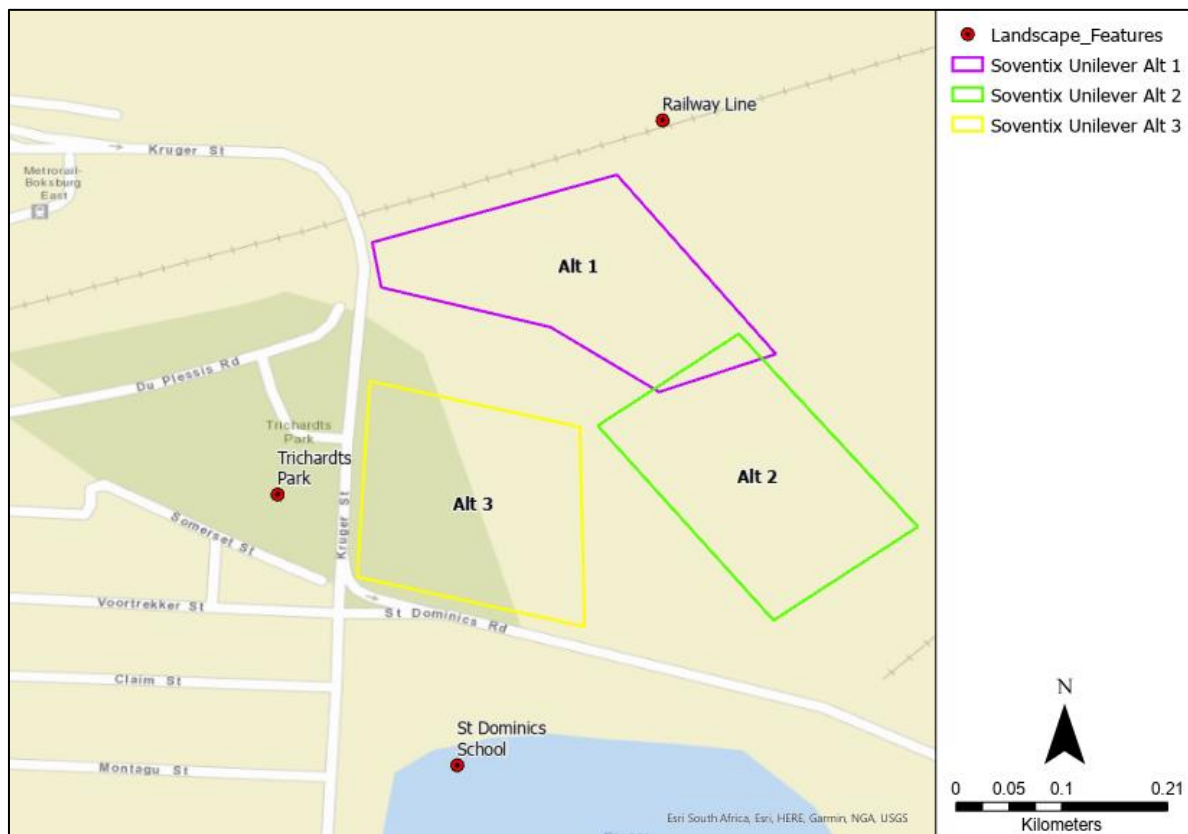 Landscape_Features
Soventix Unilever Alt 1
Soventix Unilever Alt 2
Soventix Unilever Alt 3
Railway Line
Kruger St
Metrorail-
Boksburg
East
Alt 1
Du Plessis Rd
Trichardts
Park
Trichardts
Park
Alt 2
Alt 3
Kruger St
Somerset St
Voortrekker St
St Dominics Rd
Claim St
St Dominics
School
Montagu St
N
0 0.05 0.1 0.21
Kilometers
Esri South Africa, Esri, HERE, Garmin, NGA, USGS